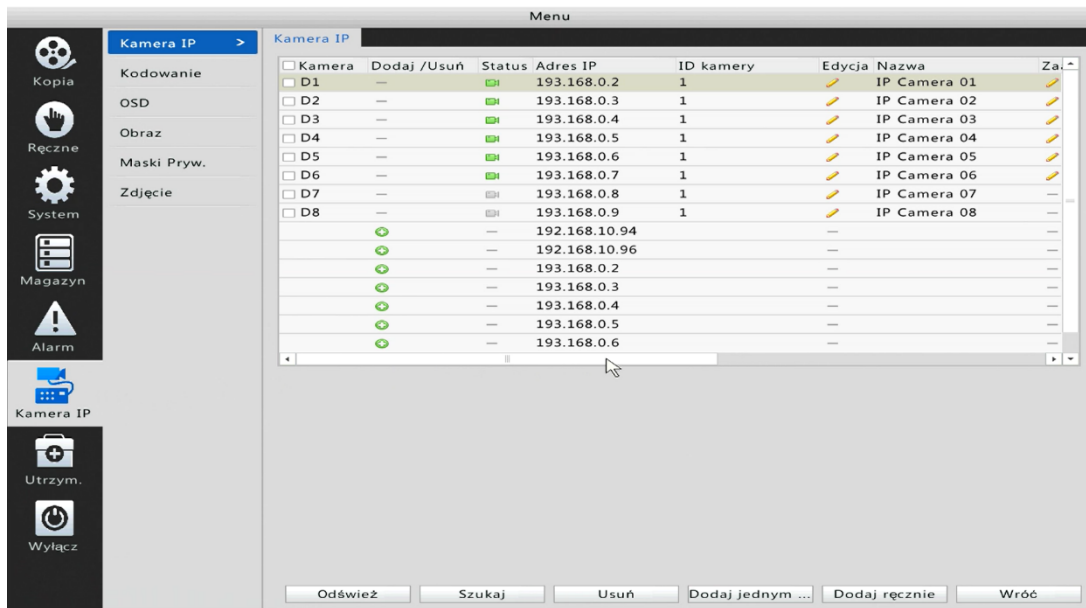 Menu
Kopia
Ręczne
System
Magazyn
Alarm
Kamera IP
Utrzym.
Wyłącz
Kamera IP >
Kodowanie
OSD
Obraz
Maski Pryw.
Zdjęcie
Kamera IP
Kamera Dodaj /Usuń Status Adres IP ID kamery Edycja Nazwa Za.
D1 — 193.168.0.2 1 IP Camera 01
D2 — 193.168.0.3 1 IP Camera 02
D3 — 193.168.0.4 1 IP Camera 03
D4 — 193.168.0.5 1 IP Camera 04
D5 — 193.168.0.6 1 IP Camera 05
D6 — 193.168.0.7 1 IP Camera 06
D7 — 193.168.0.8 1 IP Camera 07 —
D8 — 193.168.0.9 1 IP Camera 08 —
— 192.168.10.94 — —
— 192.168.10.96 — —
— 193.168.0.2 — —
— 193.168.0.3 — —
— 193.168.0.4 — —
— 193.168.0.5 — —
— 193.168.0.6 — —
Odśwież Szukaj Usuń Dodaj jednym ... Dodaj ręcznie Wróć